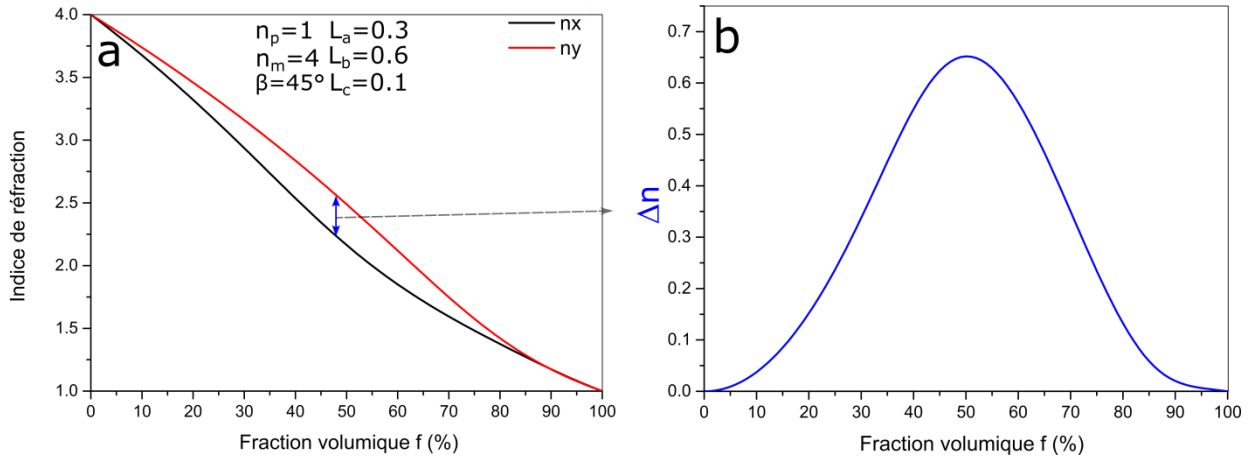 a
n_p=1 L_a=0.3
n_m=4 L_b=0.6
β=45° L_c=0.1
nx
ny
4.0
3.5
3.0
2.5
2.0
1.5
1.0
Indice de réfraction
0 10 20 30 40 50 60 70 80 90 100
Fraction volumique f (%)
b
0.7
0.6
0.5
0.4
0.3
0.2
0.1
0.0
Δn
0 10 20 30 40 50 60 70 80 90 100
Fraction volumique f (%)